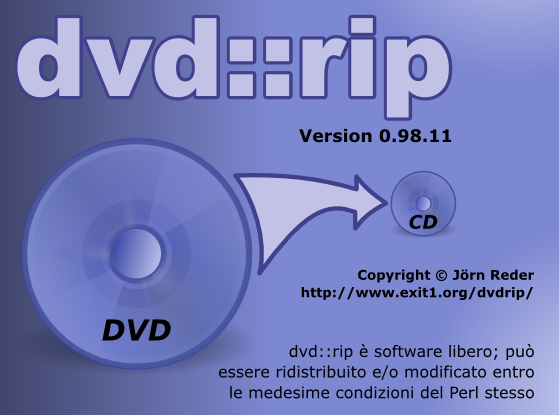 dvd::rip
Version 0.98.11
DVD
CD
Copyright © Jörn Reder
http://www.exit1.org/dvdrip/
dvd::rip è software libero; può
essere ridistribuito e/o modificato entro
le medesime condizioni del Perl stesso